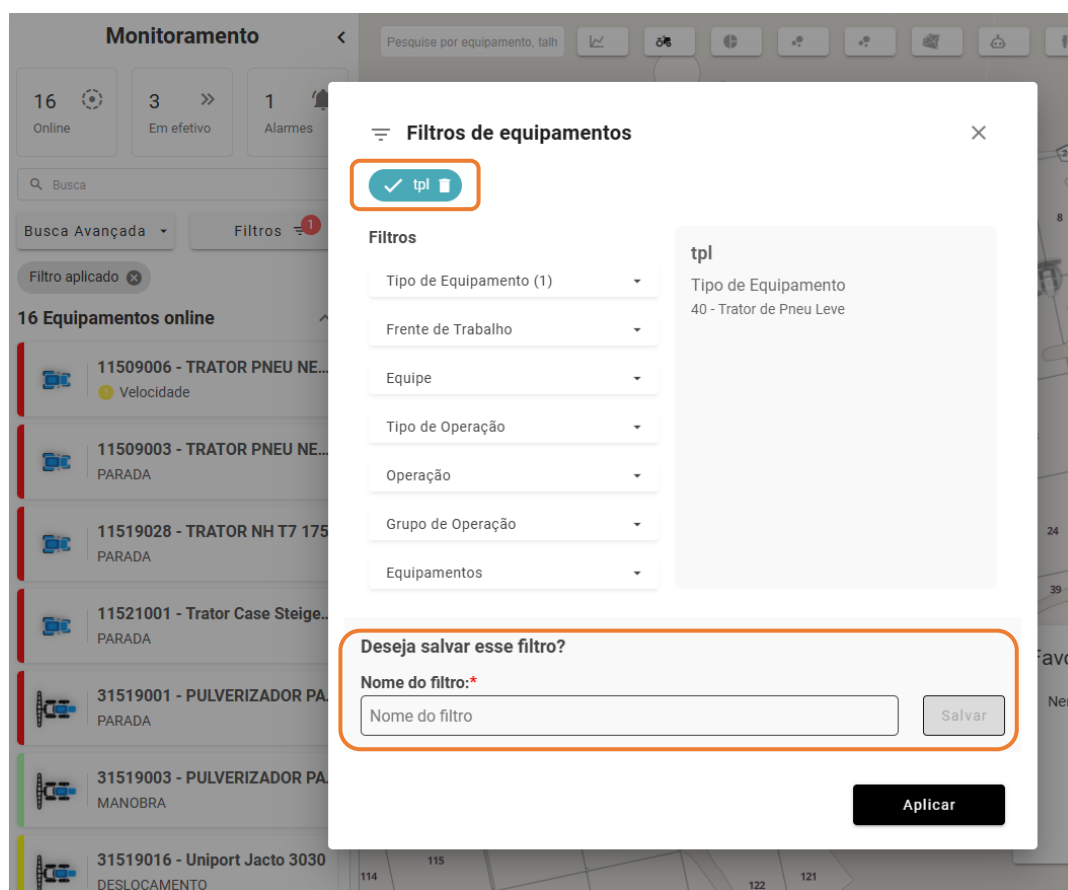 Monitoramento
Pesquise por equipamento, talh
16
Online
3
Em efetivo
1
Alarmes
Busca
Busca Avançada
Filtros
1
Filtro aplicado
16 Equipamentos online
11509006 - TRATOR PNEU NE...
Velocidade
11509003 - TRATOR PNEU NE...
PARADA
11519028 - TRATOR NH T7 175
PARADA
11521001 - Trator Case Steige..
PARADA
31519001 - PULVERIZADOR PA.
PARADA
31519003 - PULVERIZADOR PA.
MANOBRA
31519016 - Uniport Jacto 3030
DESLOCAMENTO
Filtros de equipamentos
tpl
Filtros
Tipo de Equipamento (1)
Frente de Trabalho
Equipe
Tipo de Operação
Operação
Grupo de Operação
Equipamentos
tpl
Tipo de Equipamento
40 - Trator de Pneu Leve
Deseja salvar esse filtro?
Nome do filtro:*
Nome do filtro
Salvar
Aplicar
8
24
39
115
114
122
121